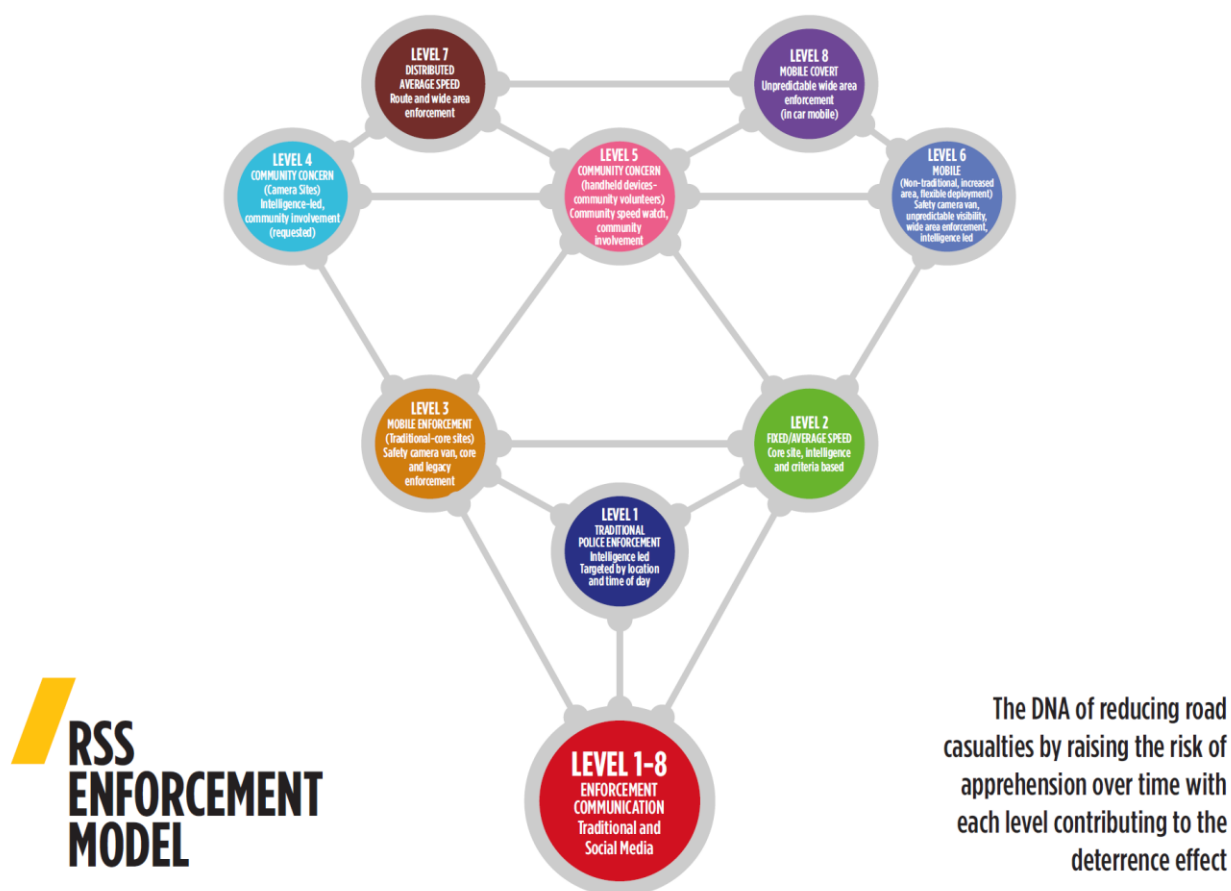 LEVEL 7
DISTRIBUTED
AVERAGE SPEED
Route and wide area
enforcement
LEVEL 8
MOBILE COVERT
Unpredictable wide area
enforcement
(in car mobile)
LEVEL 4
COMMUNITY CONCERN
(Camera Sites)
Intelligence-led,
community involvement
(requested)
LEVEL 5
COMMUNITY CONCERN
(handheld devices-
community volunteers)
Community speed watch,
community
involvement
LEVEL 6
MOBILE
(Non-traditional, increased
area, flexible deployment)
Safety camera van,
unpredictable visibility,
wide area enforcement,
intelligence led
LEVEL 3
MOBILE ENFORCEMENT
(Traditional-core sites)
Safety camera van, core
and legacy
enforcement
LEVEL 2
FIXED/AVERAGE SPEED
Core site, intelligence
and criteria based
LEVEL 1
TRADITIONAL
POLICE ENFORCEMENT
Intelligence led
Targeted by location
and time of day
LEVEL 1-8
ENFORCEMENT
COMMUNICATION
Traditional and
Social Media
RSS
ENFORCEMENT
MODEL
The DNA of reducing road
casualties by raising the risk of
apprehension over time with
each level contributing to the
deterrence effect